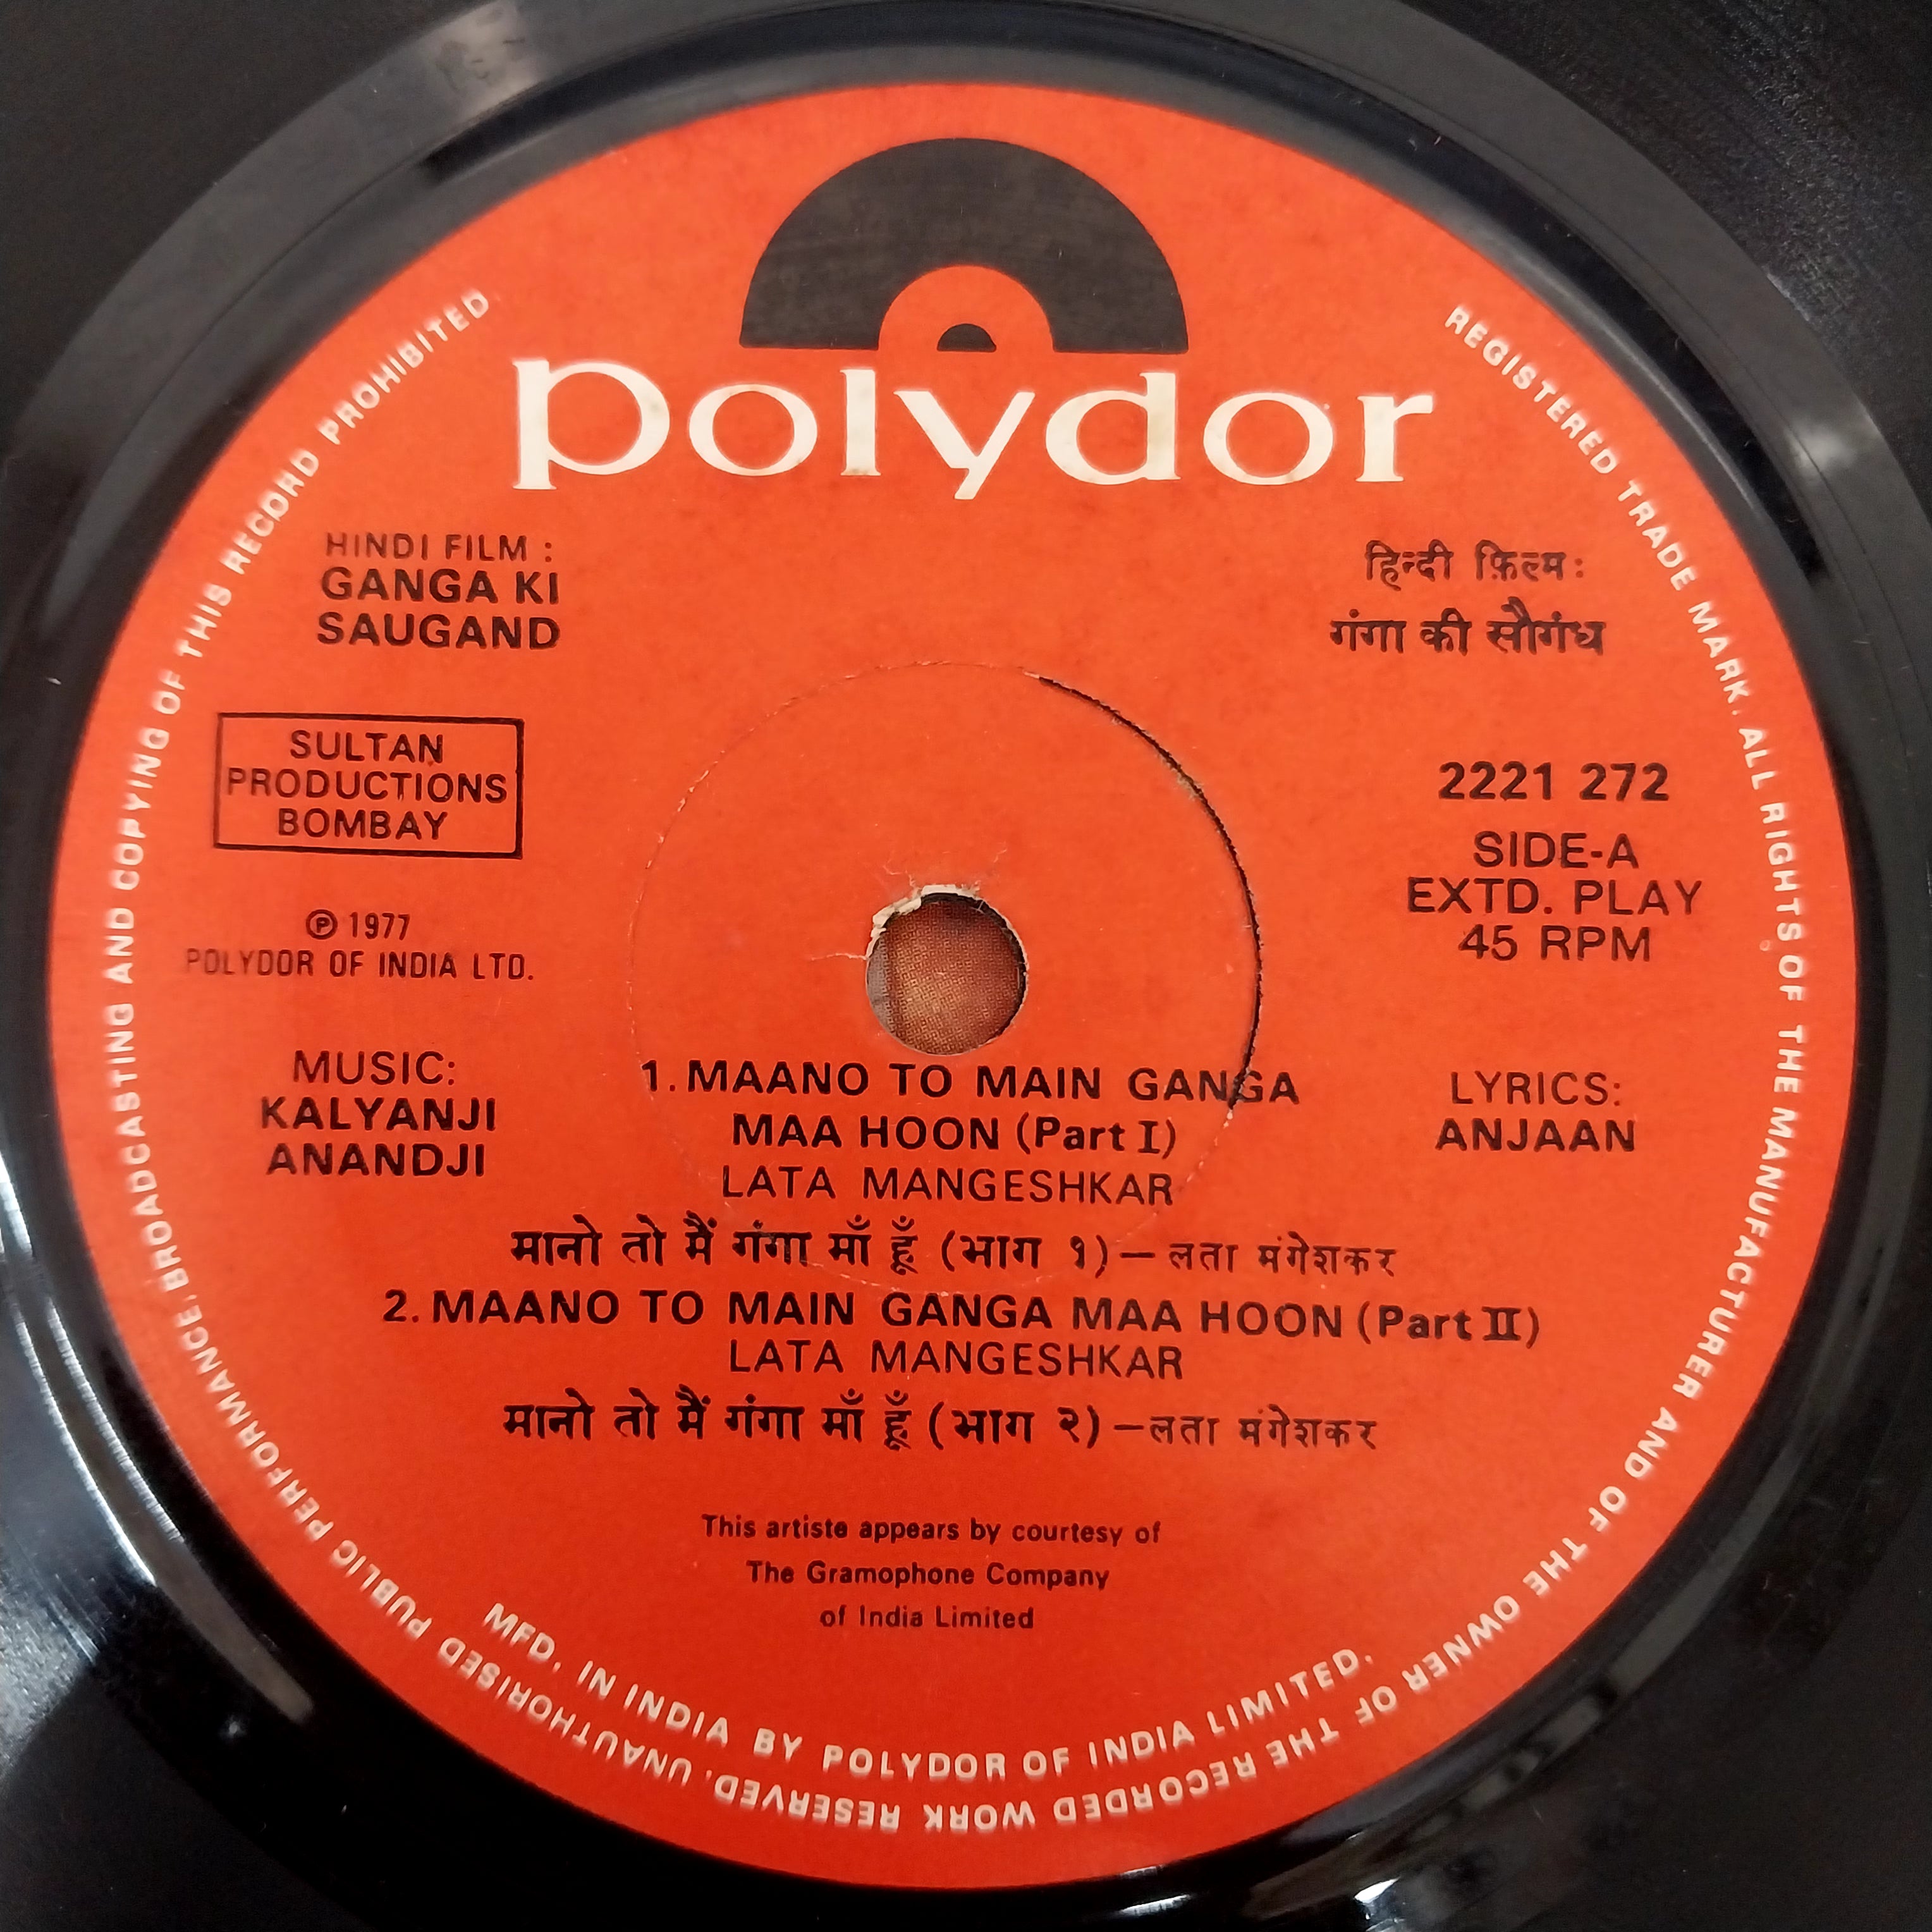 polydor
HINDI FILM :
GANGA KI
SAUGAND
हिन्दी फ़िल्म:
गंगा की सौगंध
SULTAN
PRODUCTIONS
BOMBAY
2221 272
SIDE-A
EXTD. PLAY
45 RPM
℗ 1977
POLYDOR OF INDIA LTD.
MUSIC:
KALYANJI
ANANDJI
LYRICS:
ANJAAN
1. MAANO TO MAIN GANGA
MAA HOON (Part I)
LATA MANGESHKAR
मानो तो मैं गंगा माँ हूँ (भाग १) — लता मंगेशकर
2. MAANO TO MAIN GANGA MAA HOON (Part II)
LATA MANGESHKAR
मानो तो मैं गंगा माँ हूँ (भाग २) — लता मंगेशकर
This artiste appears by courtesy of
The Gramophone Company
of India Limited
MFD. IN INDIA BY POLYDOR OF INDIA LIMITED.
REGISTERED TRADE MARK. ALL RIGHTS OF THE MANUFACTURER AND OF THE OWNER OF THE RECORDED WORK RESERVED. UNAUTHORISED PUBLIC PERFORMANCE. BROADCASTING AND COPYING OF THIS RECORD PROHIBITED